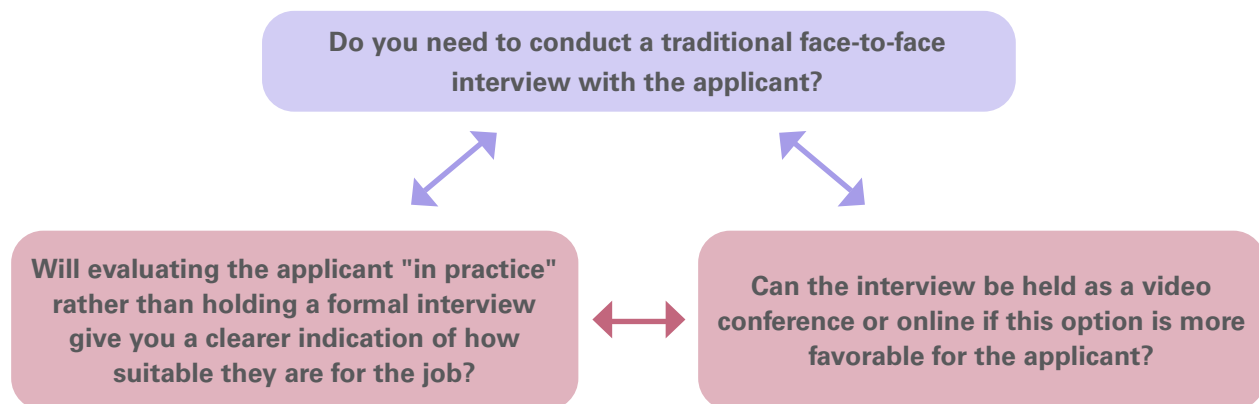 Do you need to conduct a traditional face-to-face
interview with the applicant?
Will evaluating the applicant "in practice"
rather than holding a formal interview
give you a clearer indication of how
suitable they are for the job?
Can the interview be held as a video
conference or online if this option is more
favorable for the applicant?